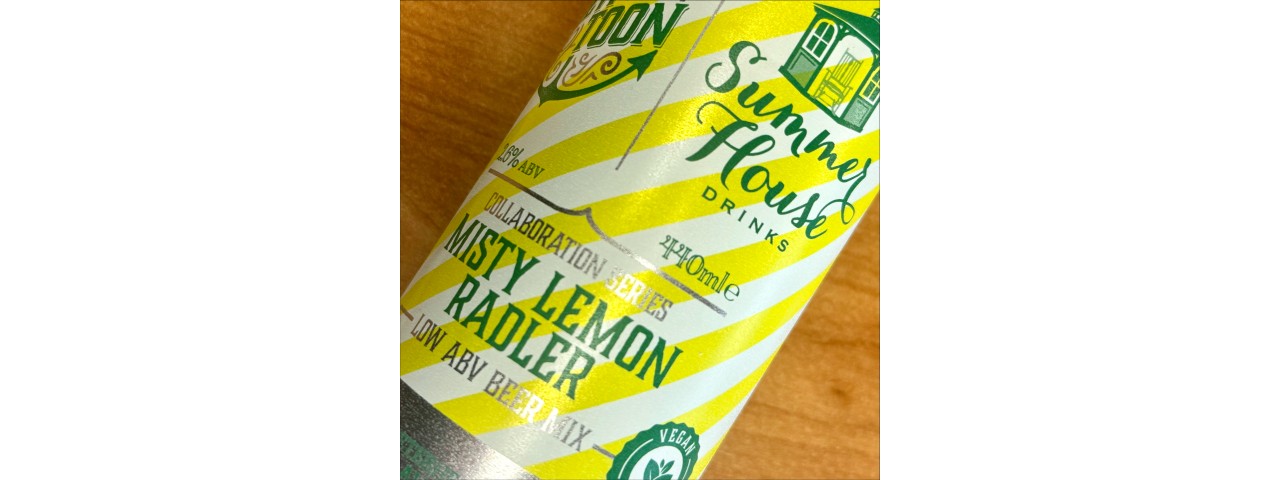 TOON
Summer
House
DRINKS
2.6% ABV
440ml e
COLLABORATION SERIES
MISTY LEMON
RADLER
LOW ABV BEER MIX
VEGAN